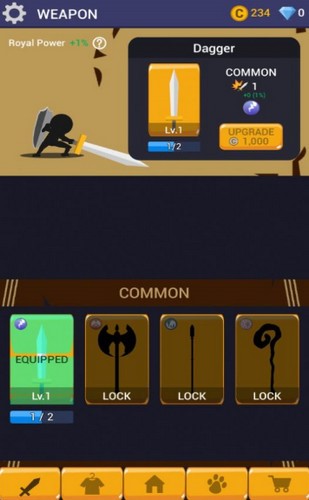 WEAPON
C 234
0
Royal Power +1% ?
Dagger
COMMON
1
+0 (1%)
Lv.1
1/2
UPGRADE
C 1,000
COMMON
EQUIPPED
Lv.1
LOCK
LOCK
LOCK
1 / 2